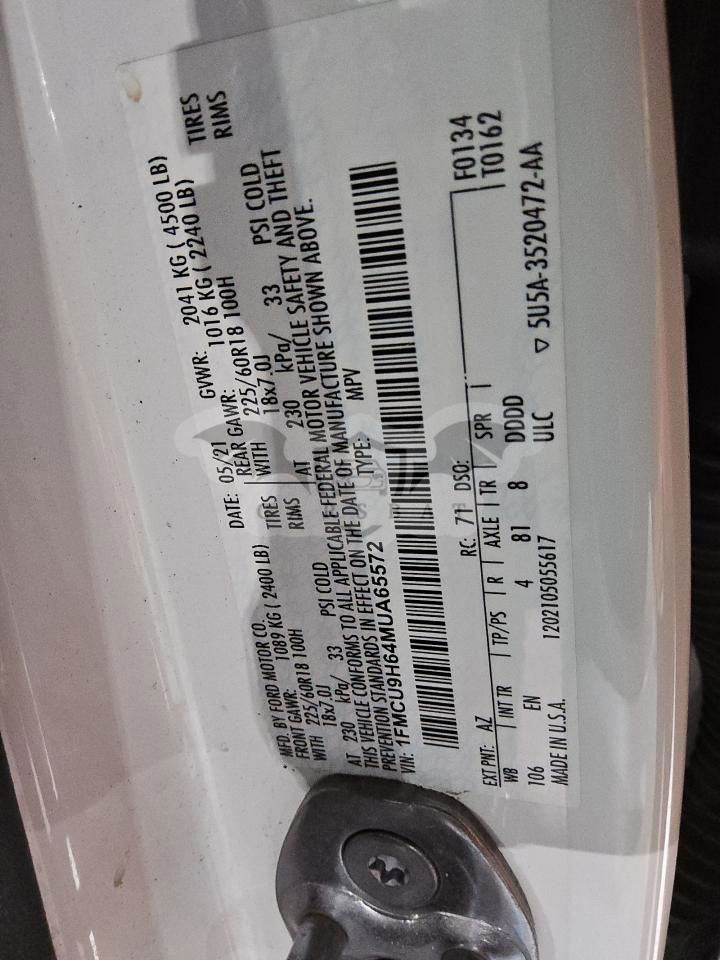 MFD. BY FORD MOTOR CO.
DATE: 05/21 GVWR: 2041 KG ( 4500 LB)
FRONT GAWR: 1089 KG ( 2400 LB) REAR GAWR: 1016 KG ( 2240 LB)
WITH 225/60R18 100H TIRES WITH 225/60R18 100H TIRES
18x7.0J RIMS 18x7.0J RIMS
AT 230 kPa/ 33 PSI COLD AT 230 kPa/ 33 PSI COLD
THIS VEHICLE CONFORMS TO ALL APPLICABLE FEDERAL MOTOR VEHICLE SAFETY AND THEFT
PREVENTION STANDARDS IN EFFECT ON THE DATE OF MANUFACTURE SHOWN ABOVE.
VIN: 1FMCU9H64MUA65572 TYPE: MPV
EXT PNT: AZ RC: 71 DSO: F0134
WB INT TR TP/PS R AXLE TR SPR T0162
106 EN 4 81 8 DDDD
MADE IN U.S.A. 1202105055617 ULC ▽ 5U5A-3520472-AA